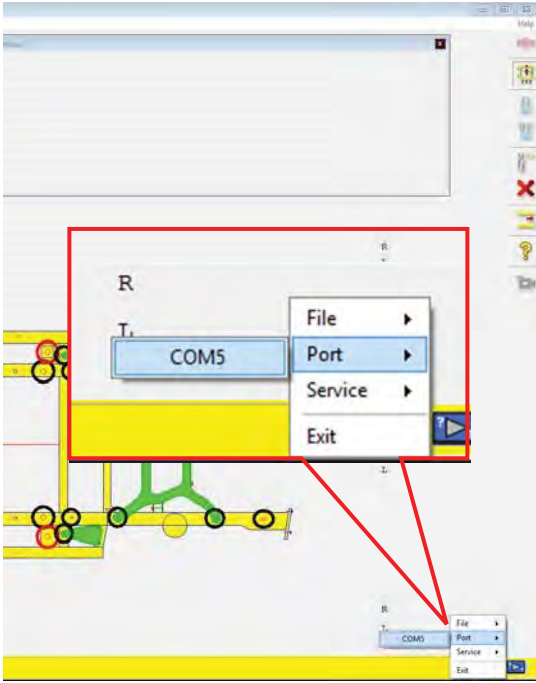 Help
R
R
L
File
Port
COM5
Service
Exit
?
L
R
L
File
COM5
Port
Service
Exit